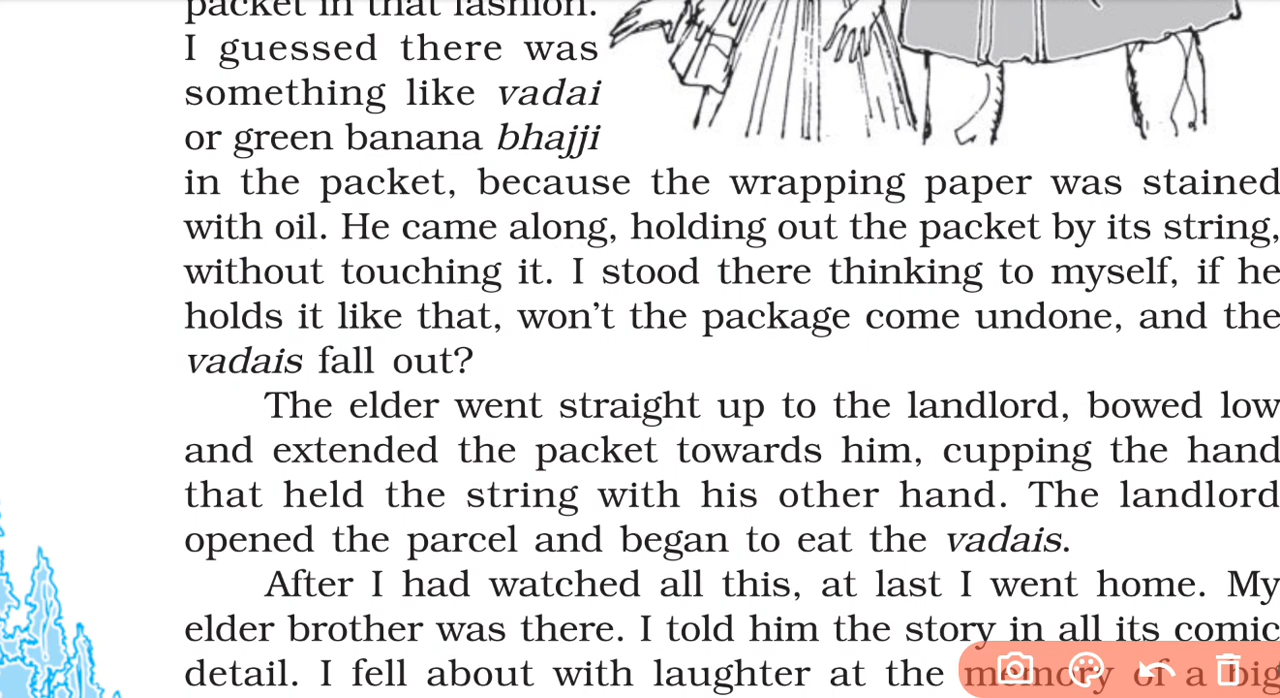 packet in that fashion.
I guessed there was
something like vadai
or green banana bhajji
in the packet, because the wrapping paper was stained
with oil. He came along, holding out the packet by its string,
without touching it. I stood there thinking to myself, if he
holds it like that, won't the package come undone, and the
vadais fall out?
The elder went straight up to the landlord, bowed low
and extended the packet towards him, cupping the hand
that held the string with his other hand. The landlord
opened the parcel and began to eat the vadais.
After I had watched all this, at last I went home. My
elder brother was there. I told him the story in all its comic
detail. I fell about with laughter at the memory of a big